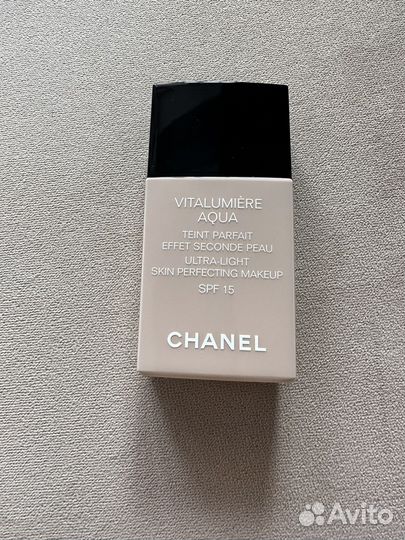 VITALUMIÈRE
AQUA
TEINT PARFAIT
EFFET SECONDE PEAU
ULTRA-LIGHT
SKIN PERFECTING MAKEUP
SPF 15
CHANEL
Avito